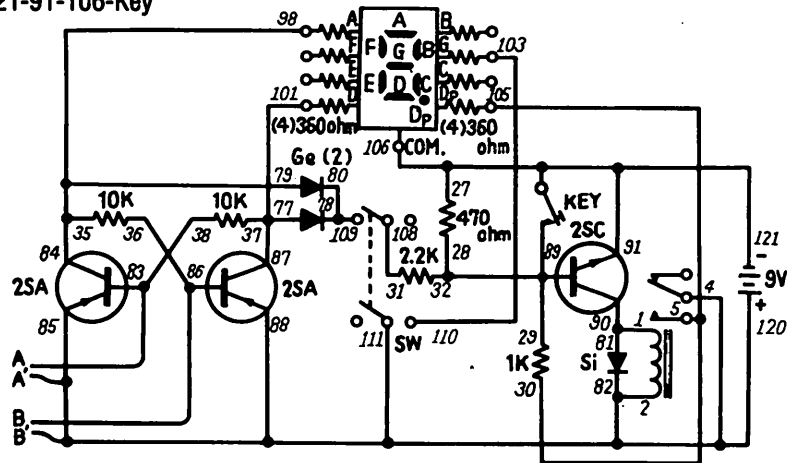 21-91-106-Key
98 A A B
F F G B G 103
E E D C C
101 D DP DP 105
(4)360ohm (4)360 ohm
106 COM.
Ge (2)
79 80
10K 10K 77 78 109 108
35 36 38 37
27
470 ohm
28
KEY
2SC
2.2K
31 32
89 91
84 83 86 87
2SA 2SA
85 88
121 -
9V
+ 120
4
5
90 1
81
Si
82
2
29
1K
30
111 SW 110
A,
A'
B,
B'